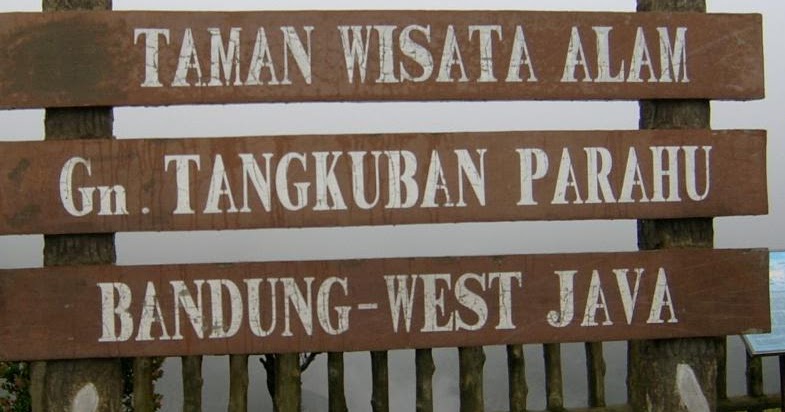 TAMAN WISATA ALAM
Gn. TANGKUBAN PARAHU
BANDUNG-WEST JAVA